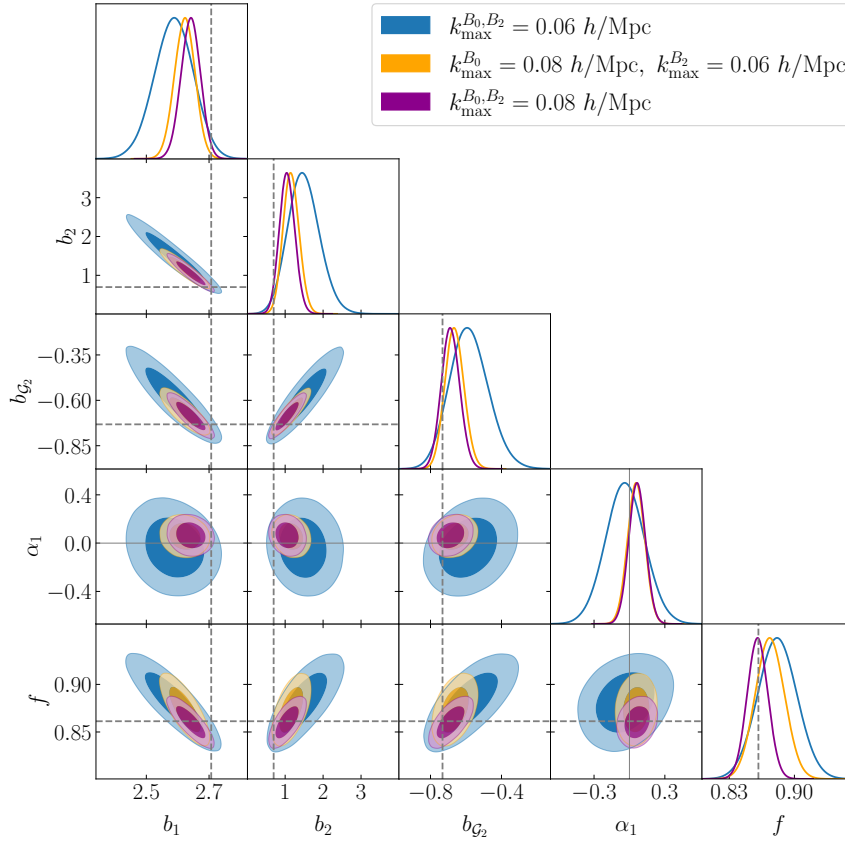 k_max^{B_0,B_2} = 0.06 h/Mpc
k_max^{B_0} = 0.08 h/Mpc, k_max^{B_2} = 0.06 h/Mpc
k_max^{B_0,B_2} = 0.08 h/Mpc
b_2
3
2
1
b_{𝒢_2}
−0.35
−0.60
−0.85
α_1
0.4
0.0
−0.4
f
0.90
0.85
2.5 2.7 1 2 3 −0.8 −0.4 −0.3 0.3 0.83 0.90
b_1 b_2 b_{𝒢_2} α_1 f